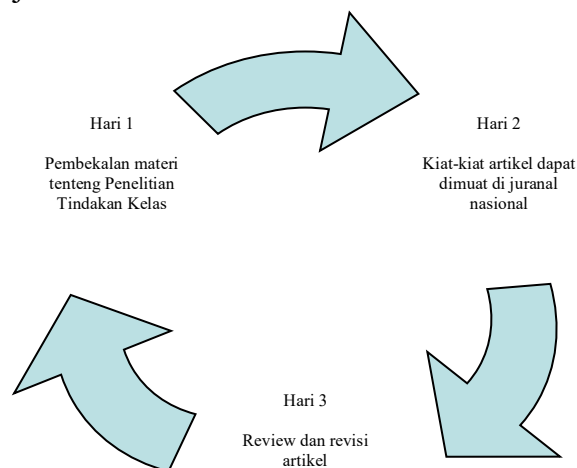 Hari 1
Pembekalan materi
tenteng Penelitian
Tindakan Kelas
Hari 2
Kiat-kiat artikel dapat
dimuat di juranal
nasional
Hari 3
Review dan revisi
artikel